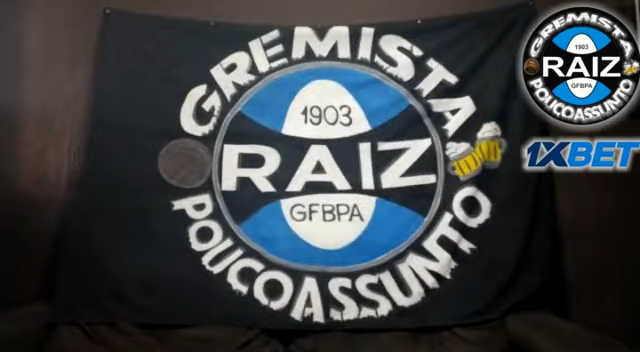 GREMISTA
1903
RAIZ
GFBPA
POUCOASSUNTO
GREMISTA
1903
RAIZ
GFBPA
POUCOASSUNTO
1XBET